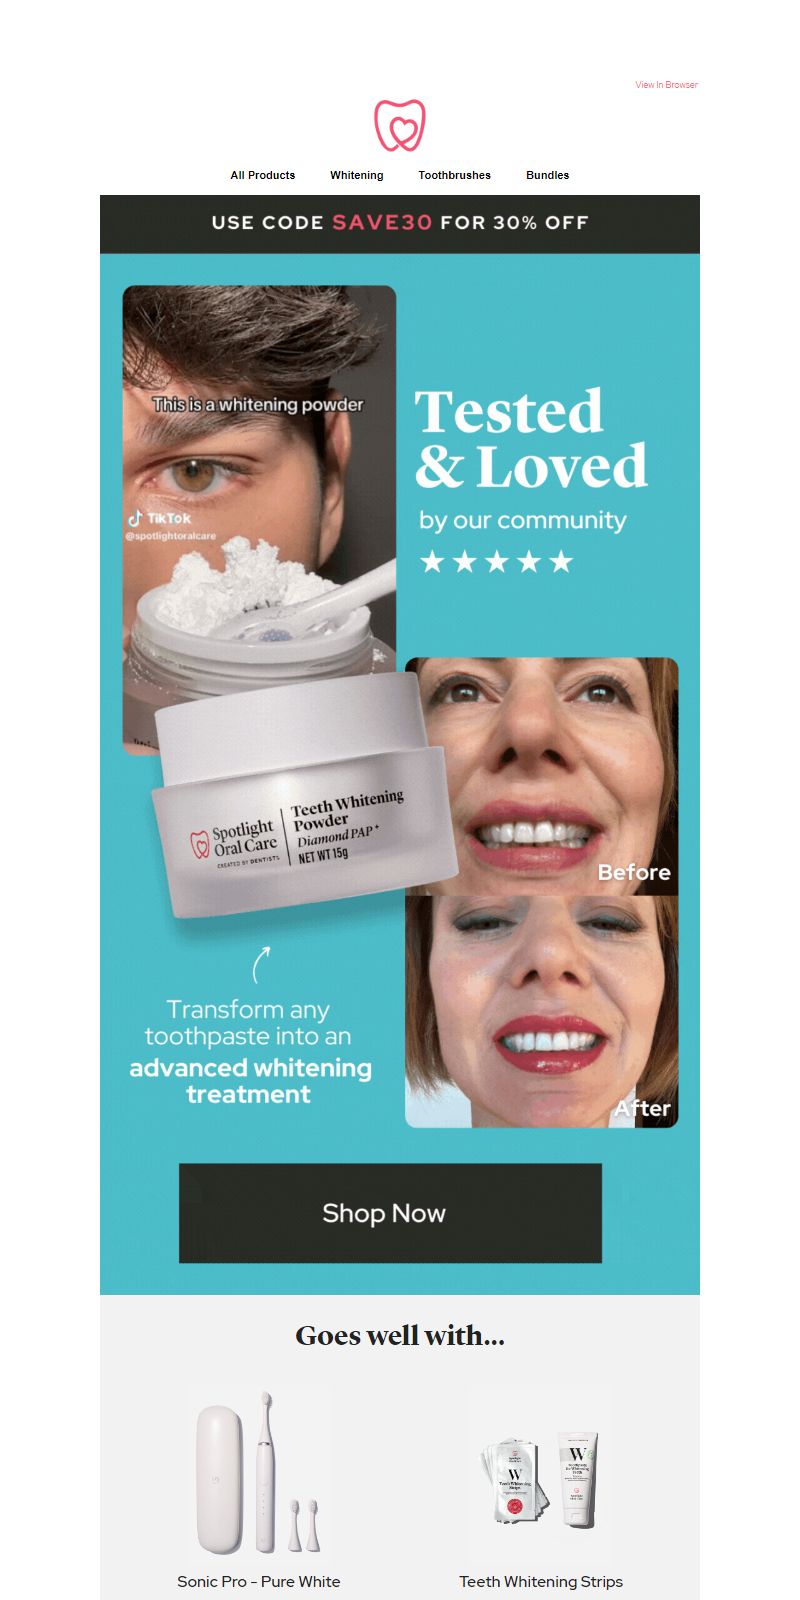 View In Browser
All Products Whitening Toothbrushes Bundles
USE CODE SAVE30 FOR 30% OFF
This is a whitening powder
TikTok
@spotlightoralcare
Tested
& Loved
by our community
Spotlight
Oral Care
CREATED BY DENTISTS
Teeth Whitening
Powder
Diamond PAP+
NET WT 15g
Before
After
Transform any
toothpaste into an
advanced whitening
treatment
Shop Now
Goes well with...
W
Teeth Whitening
Strips
W
Sonic Pro - Pure White
Teeth Whitening Strips